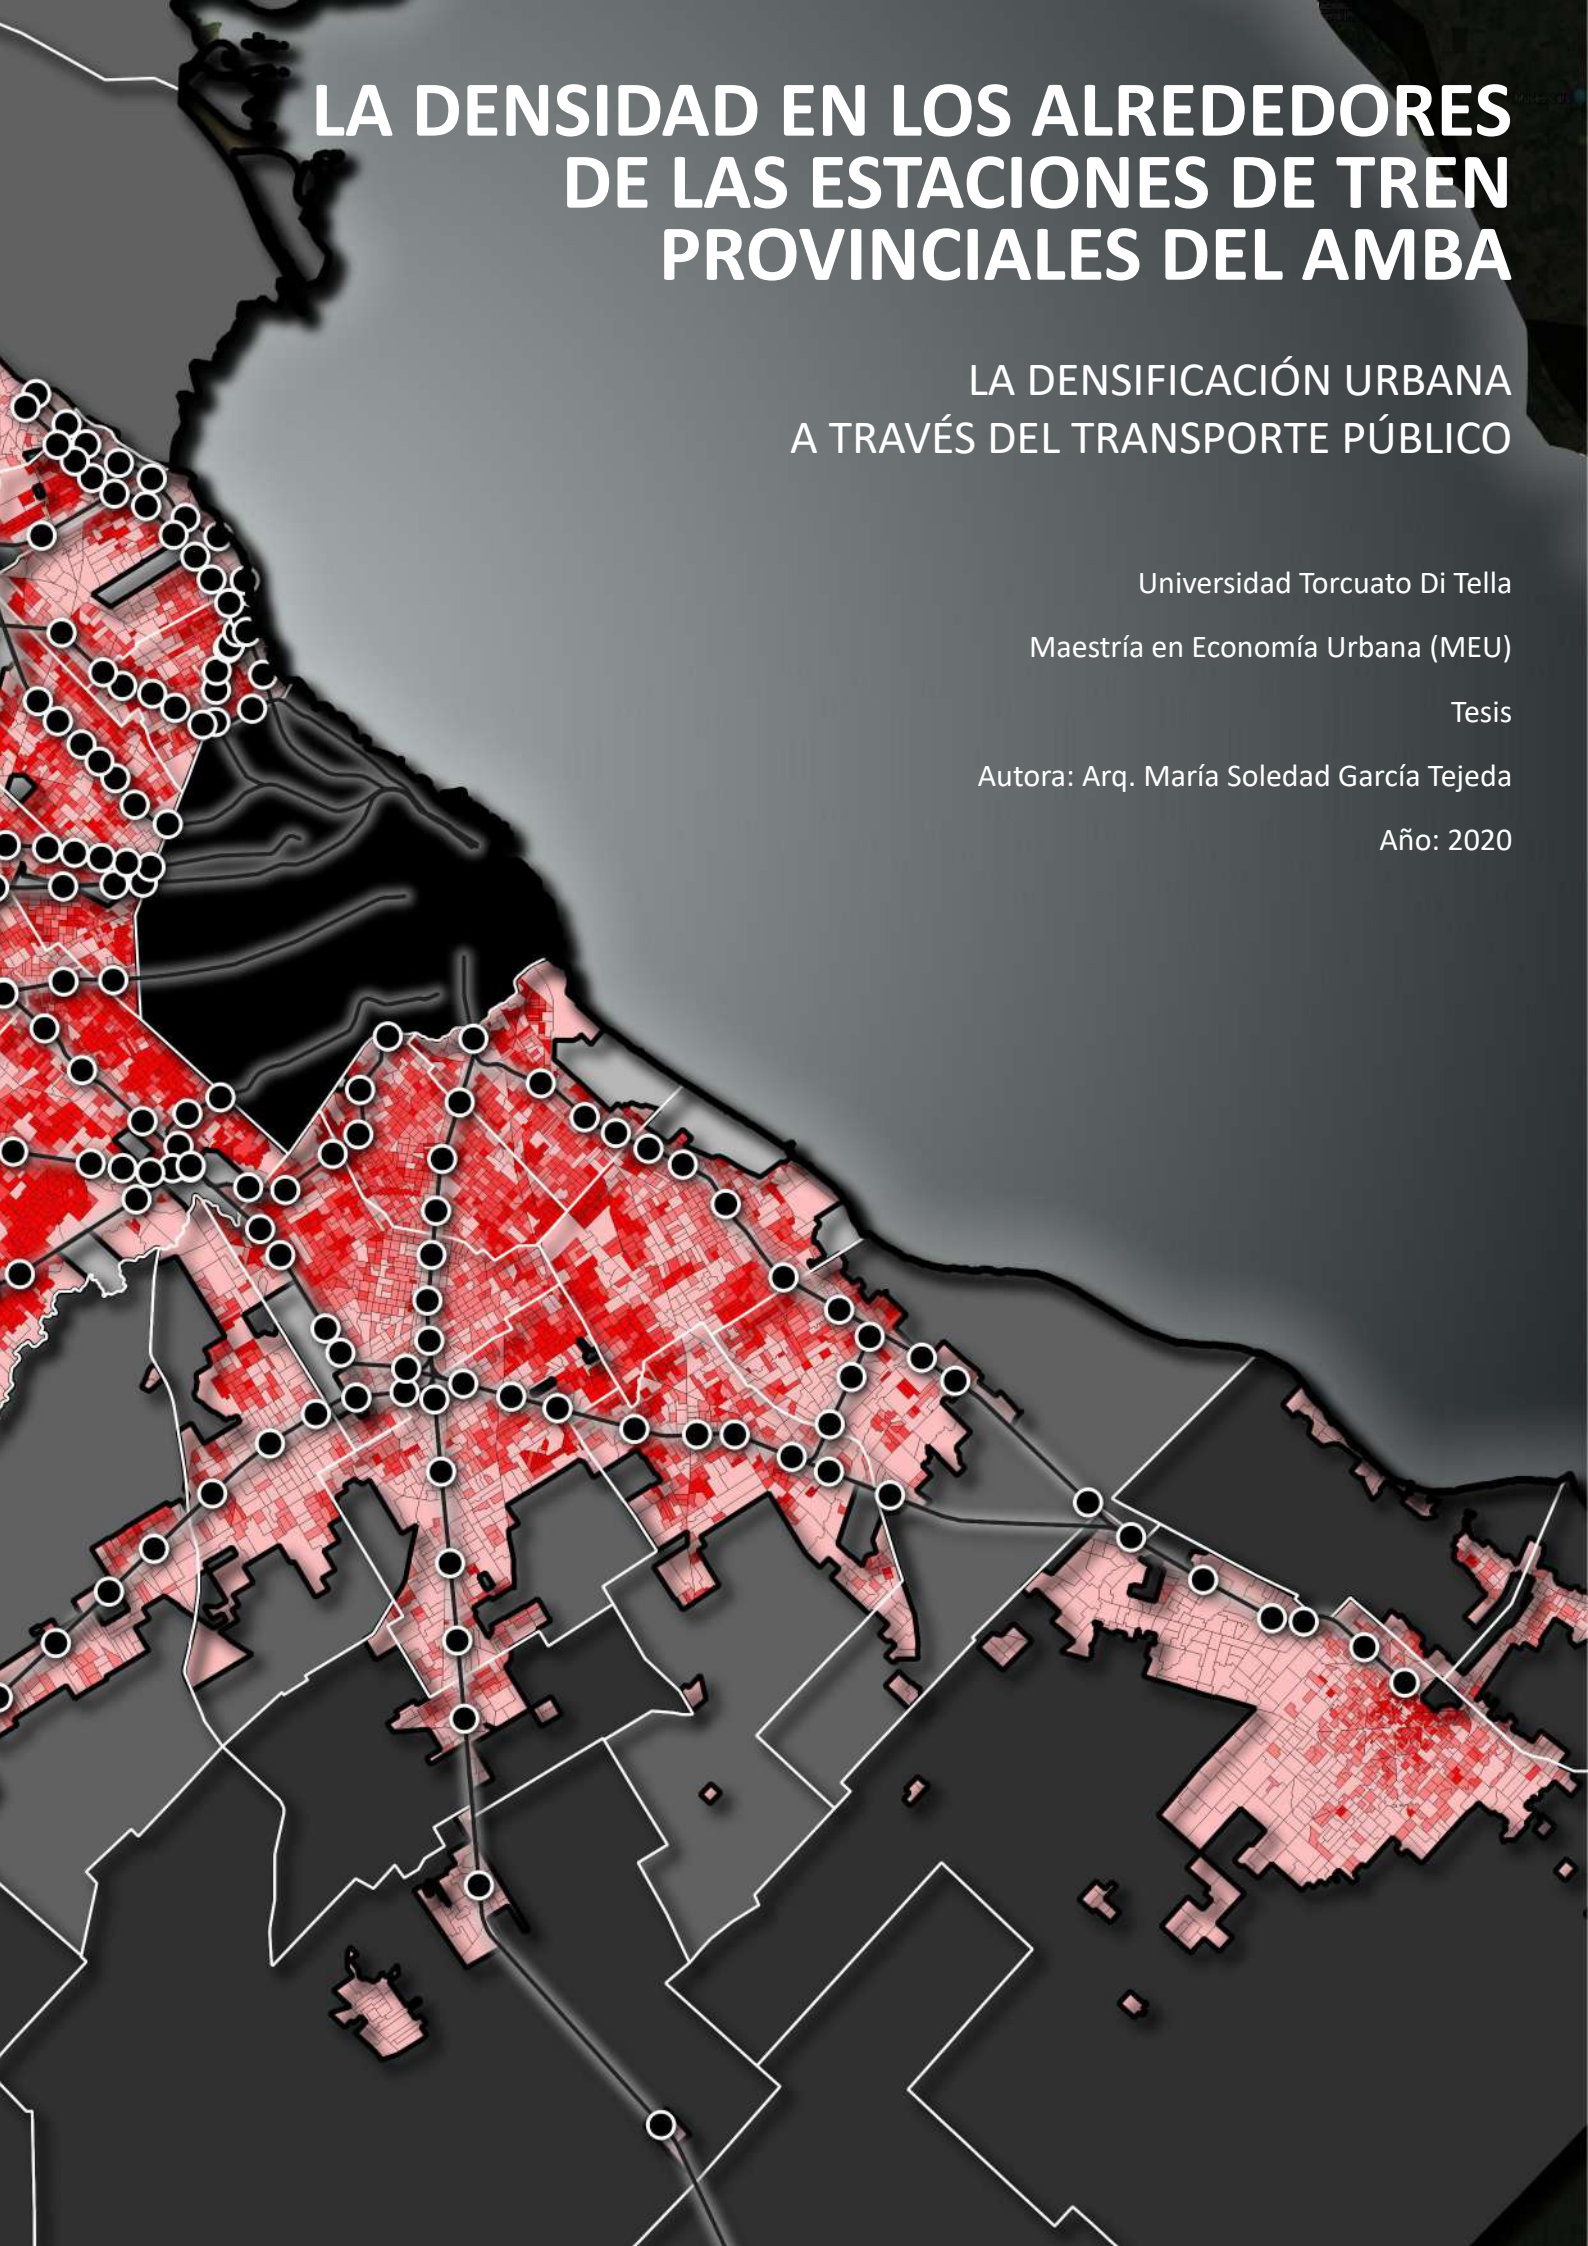 LA DENSIDAD EN LOS ALREDEDORES
DE LAS ESTACIONES DE TREN
PROVINCIALES DEL AMBA
LA DENSIFICACIÓN URBANA
A TRAVÉS DEL TRANSPORTE PÚBLICO
Universidad Torcuato Di Tella
Maestría en Economía Urbana (MEU)
Tesis
Autora: Arq. María Soledad García Tejeda
Año: 2020